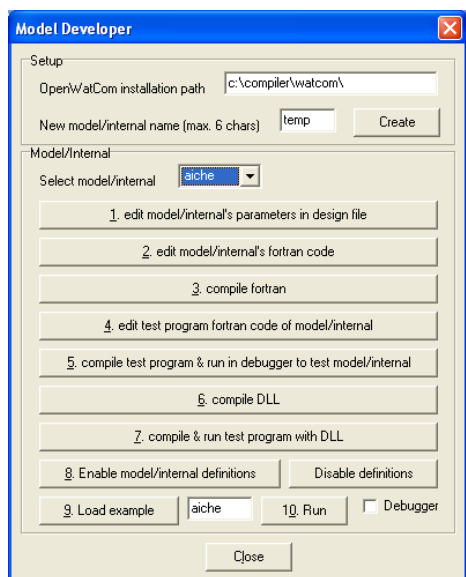 Model Developer
Setup
OpenWatCom installation path c:\compiler\watcom\
New model/internal name (max. 6 chars) temp Create
Model/Internal
Select model/internal aiche
1. edit model/internal's parameters in design file
2. edit model/internal's fortran code
3. compile fortran
4. edit test program fortran code of model/internal
5. compile test program & run in debugger to test model/internal
6. compile DLL
7. compile & run test program with DLL
8. Enable model/internal definitions Disable definitions
9. Load example aiche 10. Run Debugger
Close